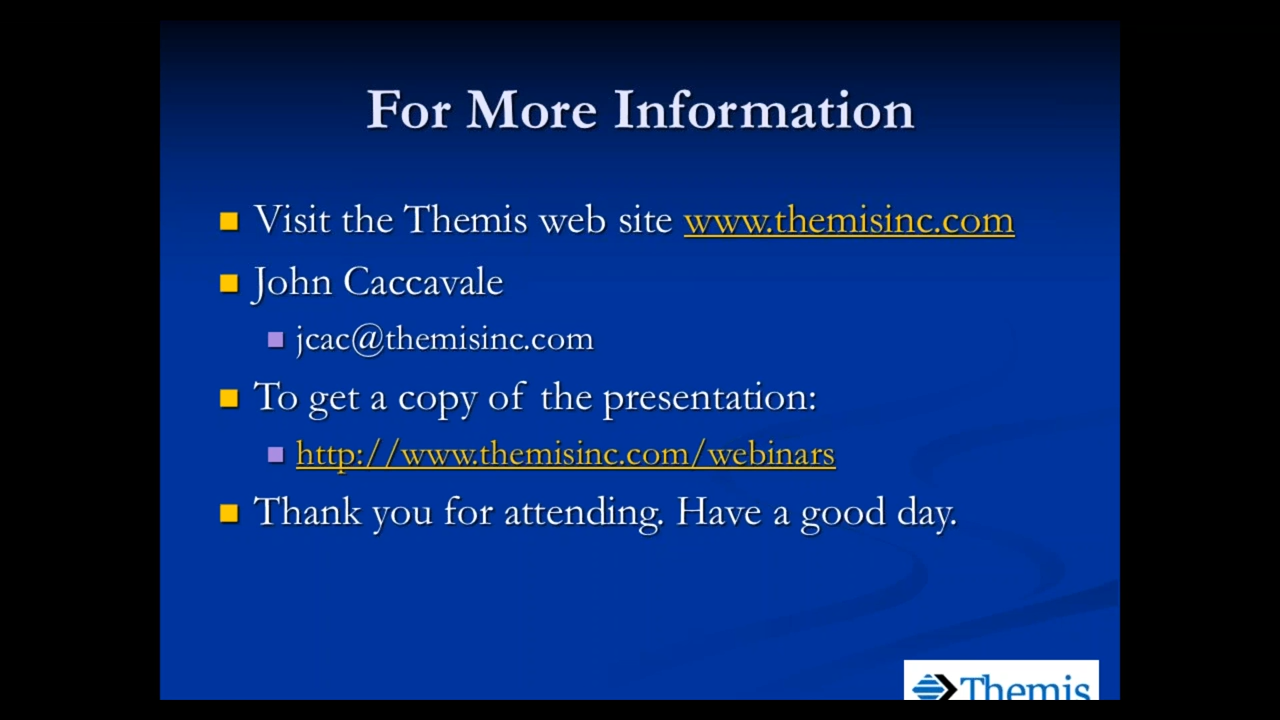 For More Information
Visit the Themis web site www.themisinc.com
John Caccavale
jcac@themisinc.com
To get a copy of the presentation:
http://www.themisinc.com/webinars
Thank you for attending. Have a good day.
Themis